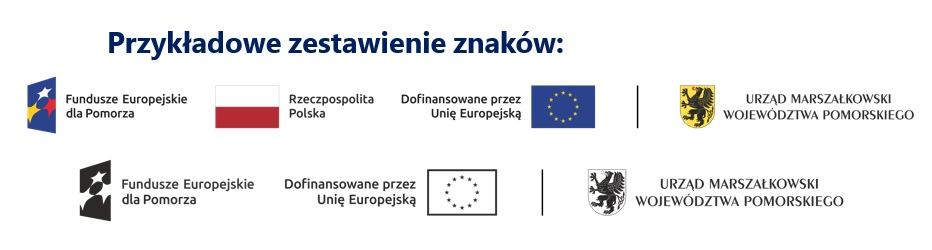 Przykładowe zestawienie znaków:
Fundusze Europejskie
dla Pomorza
Rzeczpospolita
Polska
Dofinansowane przez
Unię Europejską
URZĄD MARSZAŁKOWSKI
WOJEWÓDZTWA POMORSKIEGO
Fundusze Europejskie
dla Pomorza
Dofinansowane przez
Unię Europejską
URZĄD MARSZAŁKOWSKI
WOJEWÓDZTWA POMORSKIEGO